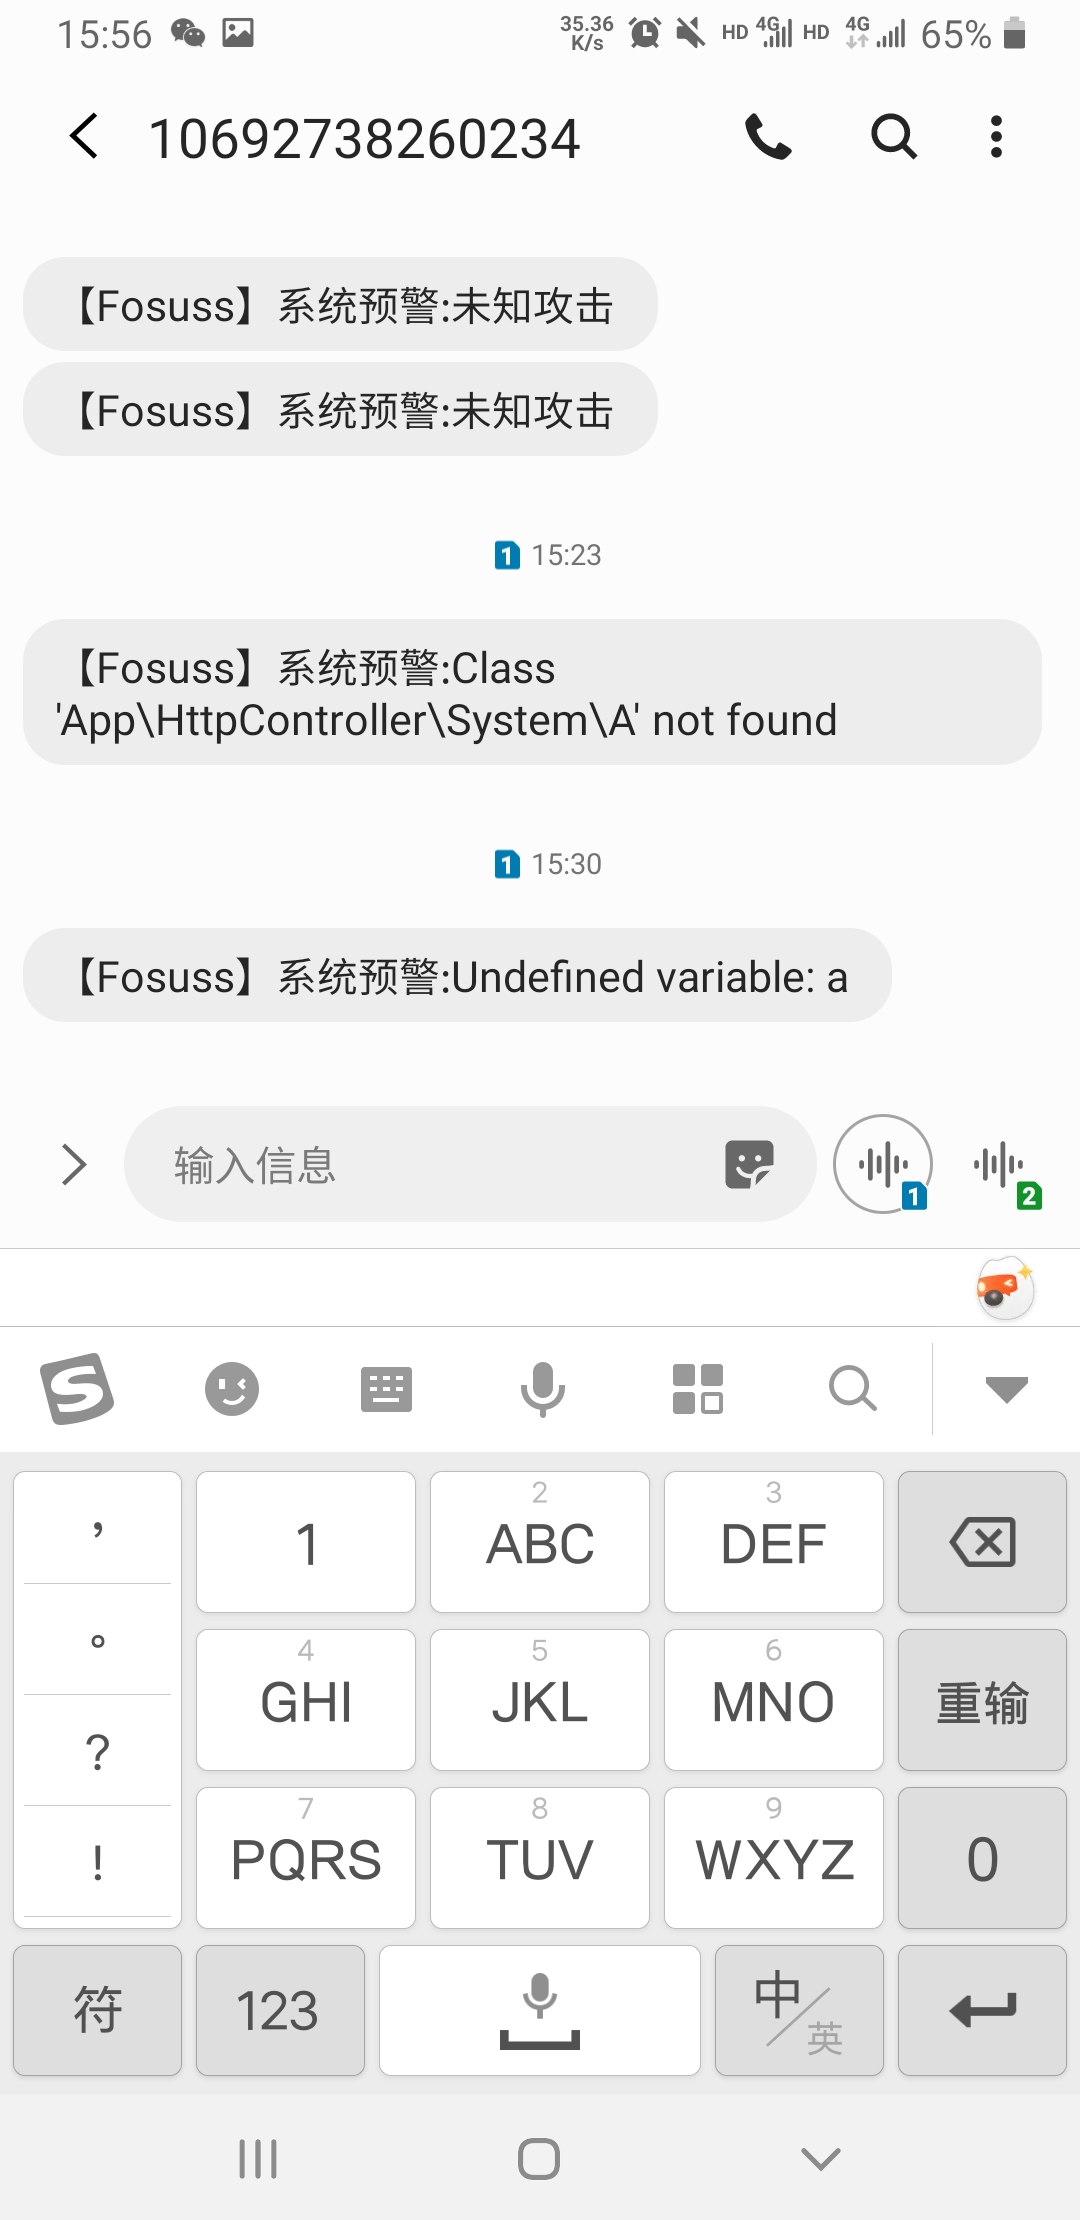 15:56
35.36
K/s
HD 4G HD 4G 65%
10692738260234
【Fosuss】系统预警:未知攻击
【Fosuss】系统预警:未知攻击
1 15:23
【Fosuss】系统预警:Class
'App\HttpController\System\A' not found
1 15:30
【Fosuss】系统预警:Undefined variable: a
输入信息
1
2
S
,
1
2
ABC
3
DEF
。
4
GHI
5
JKL
6
MNO
重输
?
7
PQRS
8
TUV
9
WXYZ
0
!
符
123
中/英